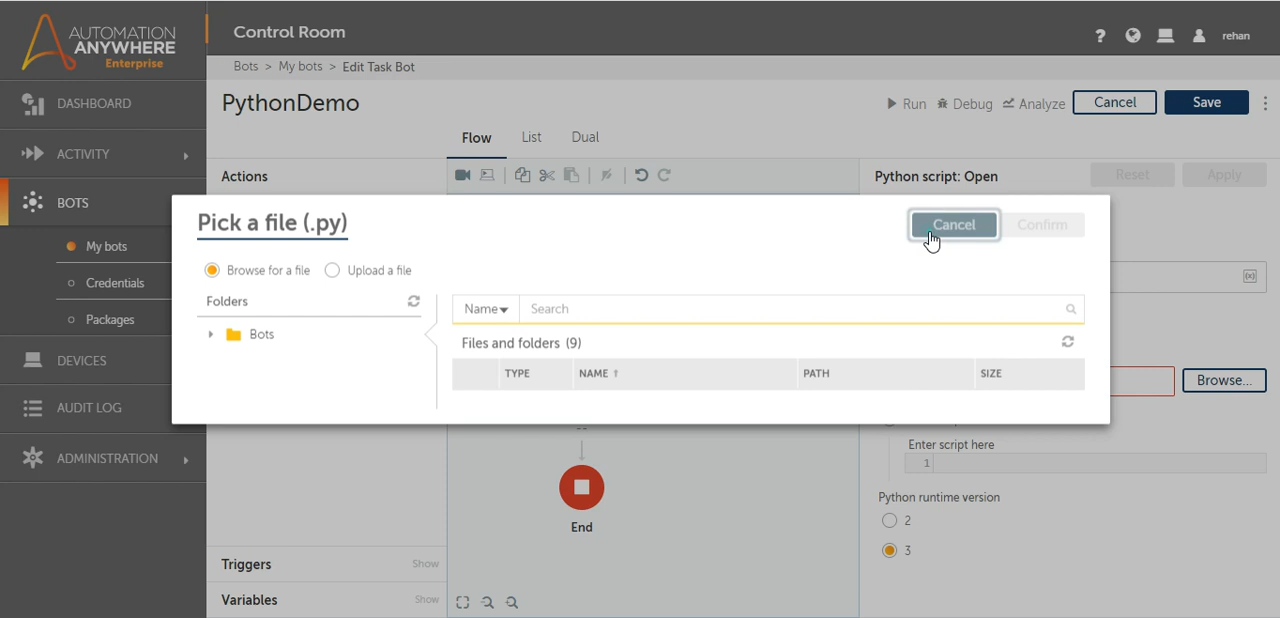 AUTOMATION
ANYWHERE
Enterprise
Control Room
? rehan
Bots > My bots > Edit Task Bot
DASHBOARD
ACTIVITY
BOTS
My bots
Credentials
Packages
DEVICES
AUDIT LOG
ADMINISTRATION
PythonDemo
Run Debug Analyze Cancel Save
Flow List Dual
Actions
Python script: Open Reset Apply
Pick a file (.py)
Cancel Confirm
Browse for a file Upload a file
Folders
Bots
Name Search
Files and folders (9)
TYPE NAME ↑ PATH SIZE
(x)
Browse...
Enter script here
1
Python runtime version
2
3
End
Triggers Show
Variables Show